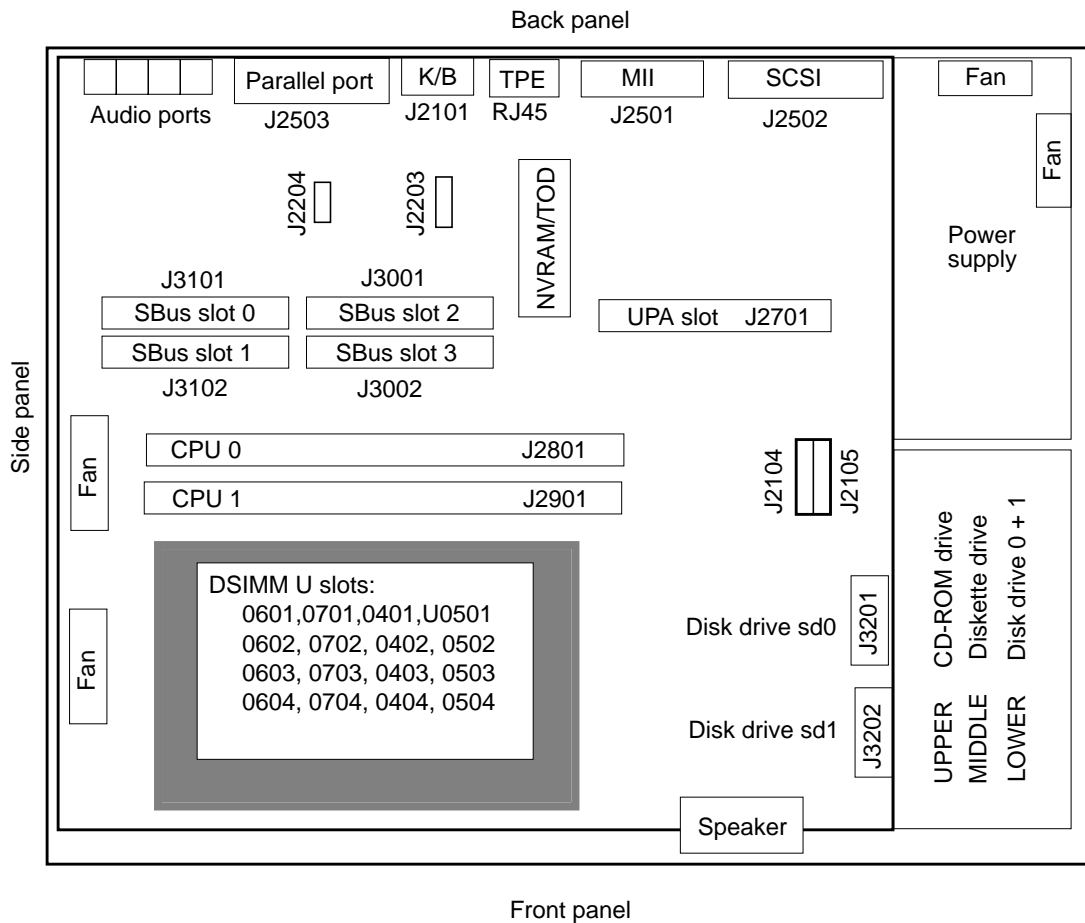 Back panel
Parallel port
K/B
TPE
MII
SCSI
Fan
Audio ports
J2503
J2101
RJ45
J2501
J2502
Fan
J2204
J2203
NVRAM/TOD
Power
supply
J3101
J3001
SBus slot 0
SBus slot 2
UPA slot J2701
SBus slot 1
SBus slot 3
J3102
J3002
Side panel
Fan
CPU 0 J2801
CPU 1 J2901
J2104
J2105
DSIMM U slots:
0601,0701,0401,U0501
0602, 0702, 0402, 0502
0603, 0703, 0403, 0503
0604, 0704, 0404, 0504
Fan
Disk drive sd0
J3201
Disk drive sd1
J3202
UPPER CD-ROM drive
MIDDLE Diskette drive
LOWER Disk drive 0 + 1
Speaker
Front panel